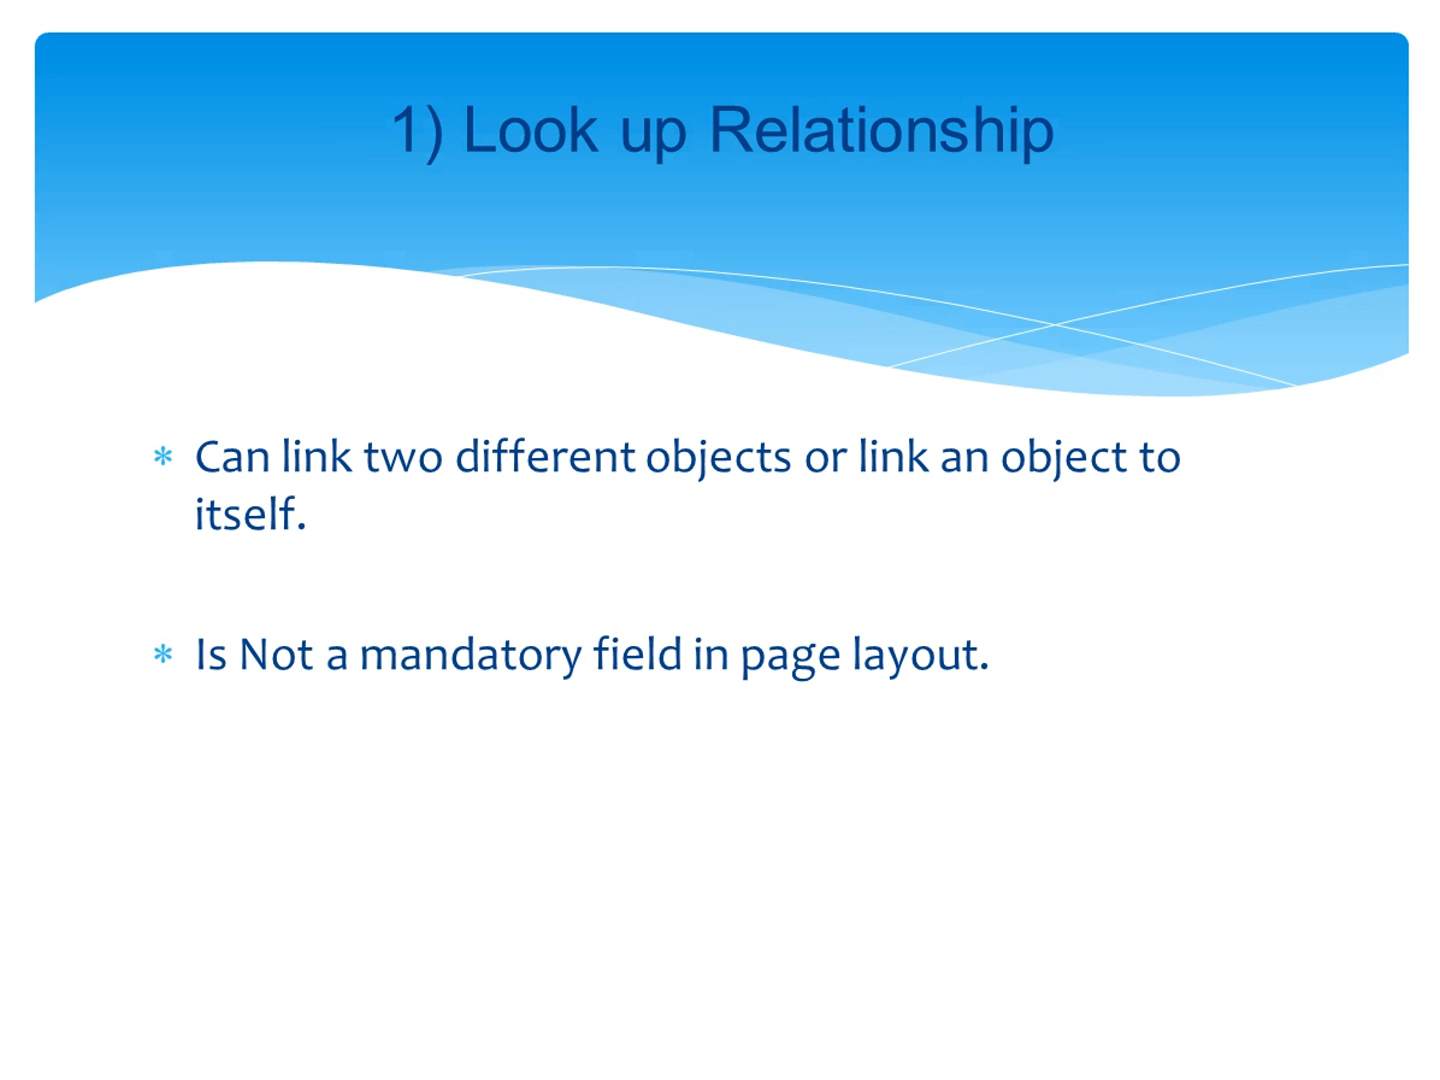 1) Look up Relationship
* Can link two different objects or link an object to
itself.
* Is Not a mandatory field in page layout.